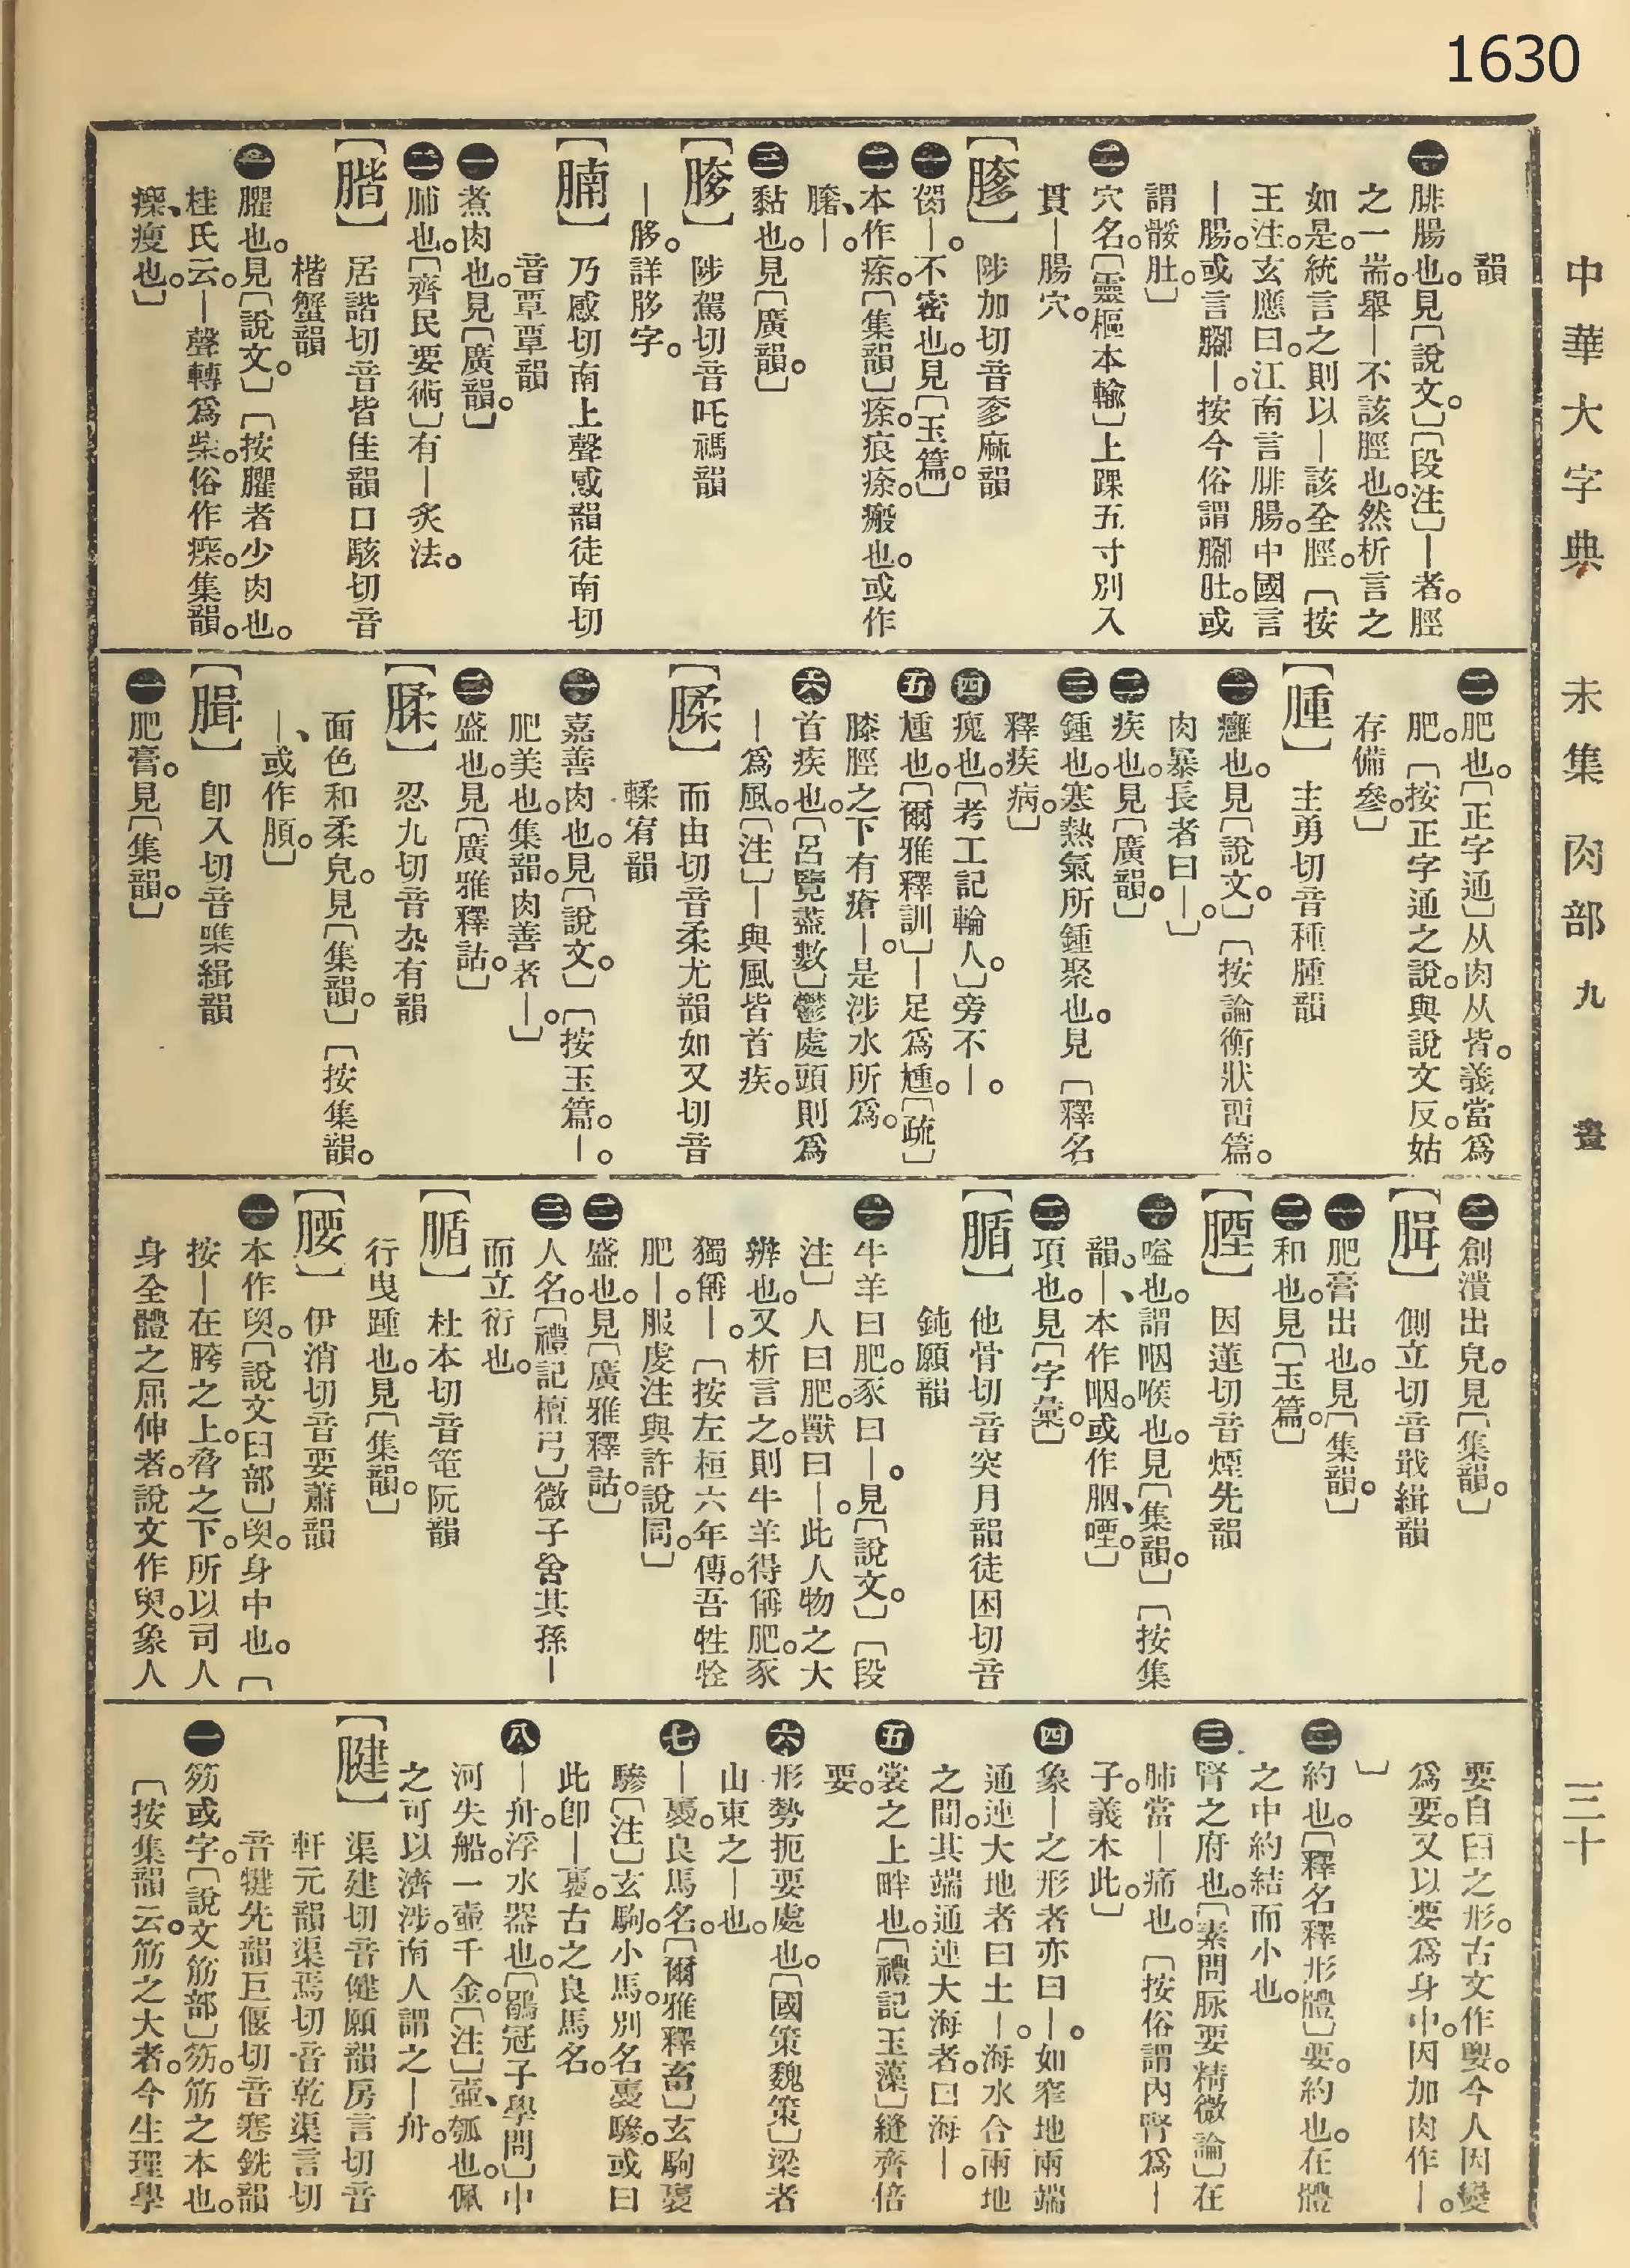 1630
中華大字典　未集　肉部　九畫　三十
韻
㊀腓腸也。見〔說文。〕〔段注〕—者。脛
之一耑。舉—不該脛也。然析言之
如是。統言之則以—該全脛。〔按
王注。玄應曰。江南言腓腸。中國言
—腸。或言腳—。按今俗謂腳肚。或
謂骽肚。〕
㊁穴名。〔靈樞本輸〕上踝五寸別入
貫—腸穴。
【䐒】陟加切音奓麻韻
㊀䐒—。不密也。見〔玉篇。〕
㊁本作瘵。〔集韻〕瘵痕瘵瘢也。或作
—。
㊂黏也。見〔廣韻。〕
【䐒】陟駕切音吒禡韻
—胗。詳胗字。
【腩】乃感切南上聲感韻徒南切
音覃覃韻
㊀煮肉也。見〔廣韻。〕
㊁脯也。〔齊民要術〕有—炙法。
【腊】居諧切音皆佳韻口駭切音
楷蟹韻
㊀臞也。見〔說文。〕〔按臞者少肉也。
桂氏云。—聲轉爲柴。俗作瘵。集韻。
瘵、瘦也。〕
㊁肥也。〔正字通〕从肉从皆。義當爲
肥。〔按正字通之說。與說文反。姑
存備參。〕
【腫】主勇切音種腫韻
㊀癰也。見〔說文。〕〔按論衡狀留篇。
肉暴長者曰—。〕
㊁疾也。見〔廣韻。〕
㊂鍾也。寒熱氣所鍾聚也。見〔釋名
釋疾病。〕
㊃瘣也。〔考工記輪人。〕旁不—。
㊄尰也。〔爾雅釋訓〕—足爲尰。〔疏〕
膝脛之下有瘡—。是涉水所爲。
㊅首疾也。〔呂覽盡數〕鬱處頭則爲
—爲風。〔注〕—與風皆首疾。
【腬】而由切音柔尤韻如又切音
輮宥韻
㊀嘉善肉也。見〔說文。〕〔按玉篇。—。
肥美也。集韻。肉善者—。〕
㊁盛也。見〔廣雅釋詁。〕
【腬】忍九切音厹有韻
面色和柔皃。見〔集韻。〕〔按集韻。
—、或作䐓。〕
【腢】卽入切音㗱緝韻
㊀肥膏。見〔集韻。〕
㊁創潰出皃。見〔集韻。〕
【腢】側立切音戢緝韻
㊀肥膏出也。見〔集韻。〕
㊁和也。見〔玉篇。〕
【腪】因蓮切音煙先韻
㊀嗌也。謂咽喉也。見〔集韻。〕〔按集
韻。—、本作咽。或作胭、㗒。〕
㊁項也。見〔字彙。〕
【腯】他骨切音突月韻徒困切音
鈍願韻
㊀牛羊曰肥。豕曰—。見〔說文。〕〔段
注〕人曰肥。獸曰—。此人物之大
辨也。又析言之。則牛羊得偁肥。豕
獨偁—。〔按左桓六年傳。吾牲牷
肥—。服虔注與許說同。〕
㊁盛也。見〔廣雅釋詁。〕
㊂人名。〔禮記檀弓〕微子舍其孫—
而立衍也。
【腯】杜本切音笔阮韻
行曳踵也。見〔集韻。〕
【腰】伊消切音要蕭韻
㊀本作𦥼。〔說文臼部〕𦥼。身中也。〔
按—在胯之上。脅之下。所以司人
身全體之屈伸者。說文作𦥼。象人
要自臼之形。古文作𡢗。今人因變
爲要。又以要爲身中。因加肉作—。
〕
㊁約也。〔釋名釋形體〕要。約也。在體
之中約結而小也。
㊂腎之府也。〔素問脈要精微論〕在
肺當—痛也。〔按俗謂內腎爲—
子。義本此。〕
㊃象—之形者亦曰—。如窄地兩端
通連大地者曰土—。海水合兩地
之間。其端通連大海者。曰海—。
㊄裳之上畔也。〔禮記玉藻〕縫齊倍
要。
㊅形勢扼要處也。〔國策魏策〕梁者
山東之—也。
㊆—褭。良馬名。〔爾雅釋畜〕玄駒褭
驂。〔注〕玄駒。小馬。別名褭驂。或曰
此卽—褭。古之良馬名。
㊇—舟。浮水器也。〔鶡冠子學問〕中
河失船。一壺千金。〔注〕壺、瓠也。佩
之可以濟涉。南人謂之—舟。
【腱】渠建切音健願韻房言切音
軒元韻渠焉切音乾渠言切
音犍先韻巨偃切音寋銑韻
㊀笏或字。〔說文筋部〕笏。筋之本也。
〔按集韻云。筋之大者。今生理學